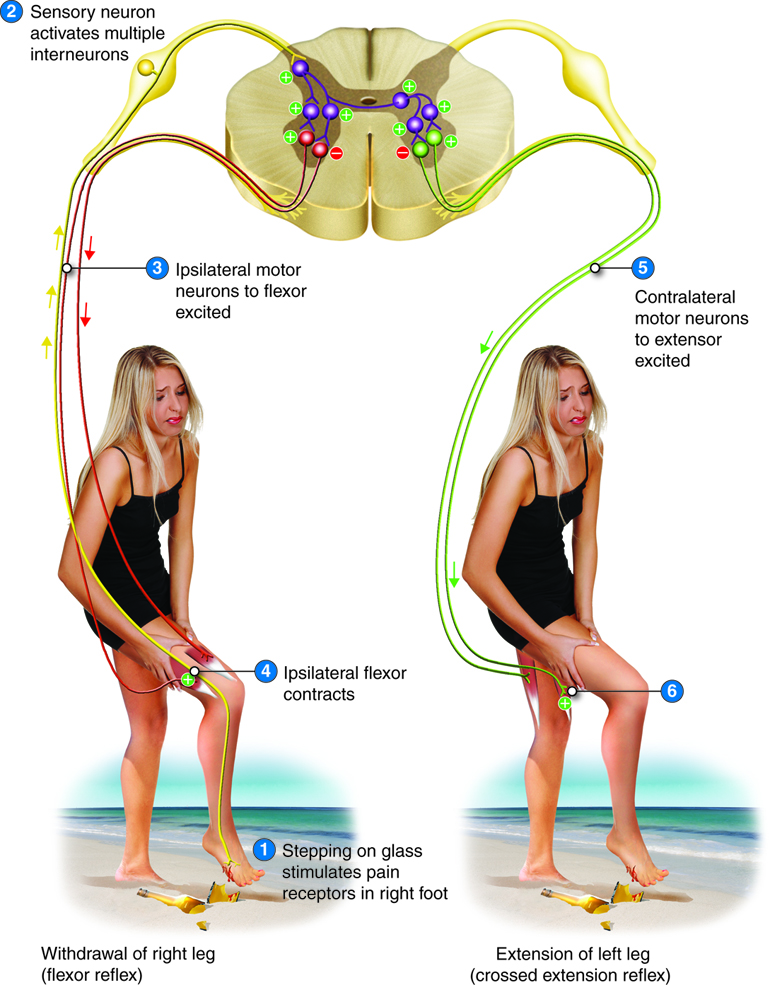 2 Sensory neuron
activates multiple
interneurons
3 Ipsilateral motor
neurons to flexor
excited
5
Contralateral
motor neurons
to extensor
excited
4 Ipsilateral flexor
contracts
6
1 Stepping on glass
stimulates pain
receptors in right foot
Withdrawal of right leg
(flexor reflex)
Extension of left leg
(crossed extension reflex)